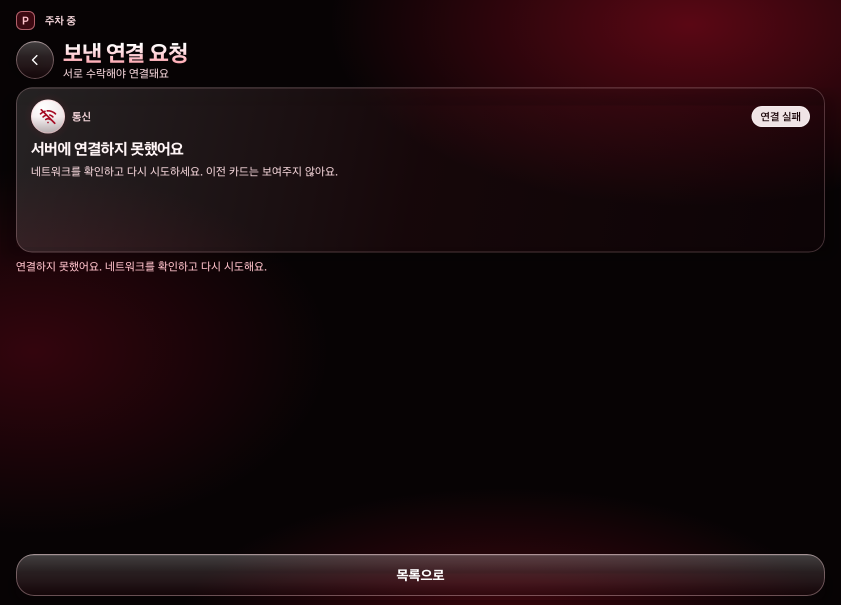 P 주차 중
보낸 연결 요청
서로 수락해야 연결돼요
통신
연결 실패
서버에 연결하지 못했어요
네트워크를 확인하고 다시 시도하세요. 이전 카드는 보여주지 않아요.
연결하지 못했어요. 네트워크를 확인하고 다시 시도해요.
목록으로